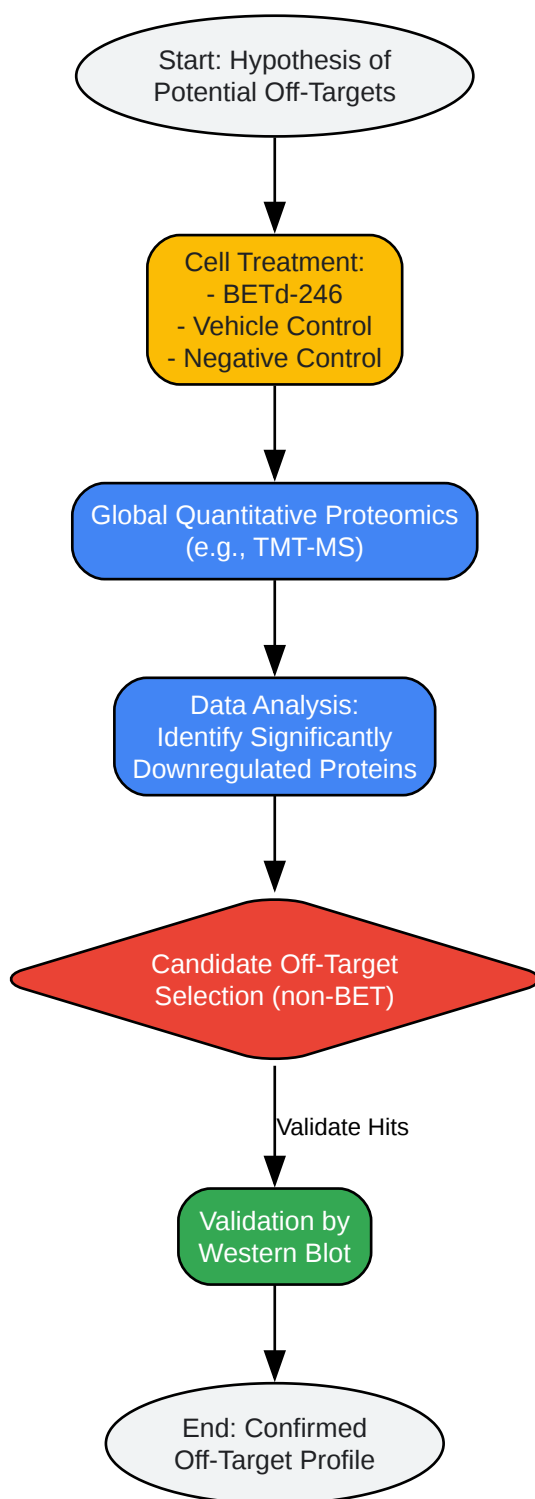 Start: Hypothesis of
Potential Off-Targets
Cell Treatment:
- BETd-246
- Vehicle Control
- Negative Control
Global Quantitative Proteomics
(e.g., TMT-MS)
Data Analysis:
Identify Significantly
Downregulated Proteins
Candidate Off-Target
Selection (non-BET)
Validate Hits
Validation by
Western Blot
End: Confirmed
Off-Target Profile